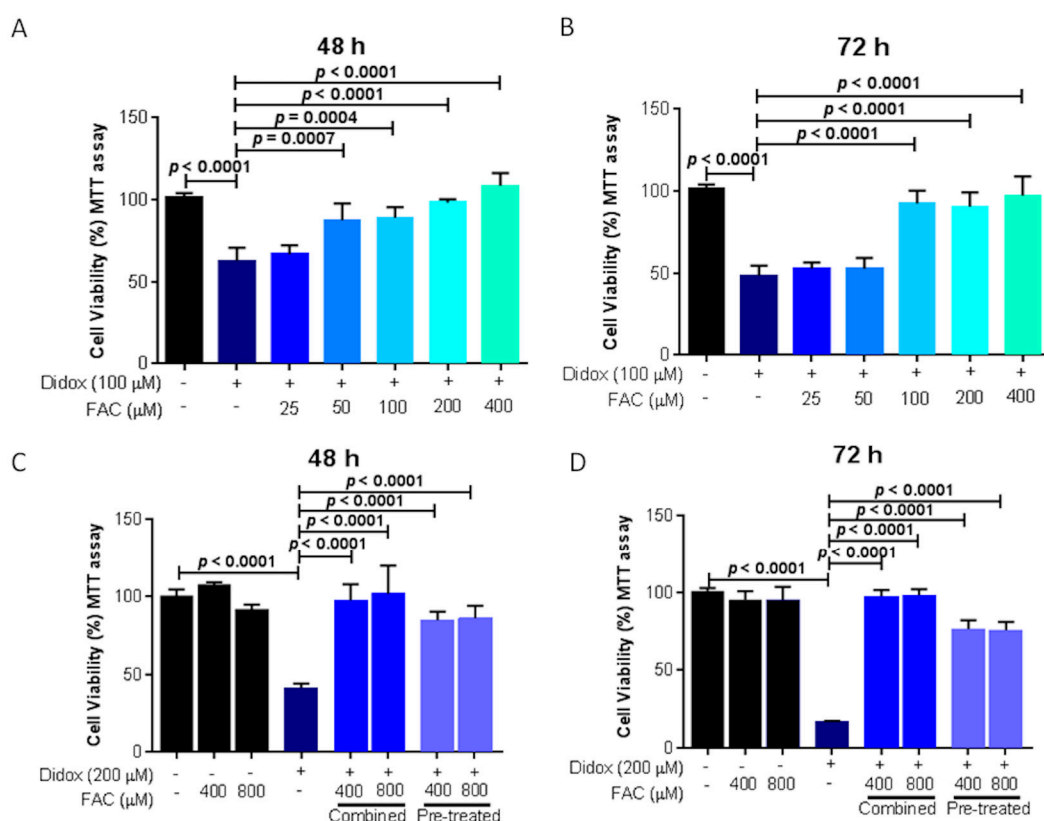 A
48 h
p < 0.0001
p < 0.0001
p = 0.0004
p = 0.0007
p < 0.0001
Cell Viability (%) MTT assay
150
100
50
0
Didox (100 µM) - + + + + + +
FAC (µM) - - 25 50 100 200 400
B
72 h
p < 0.0001
p < 0.0001
p < 0.0001
p < 0.0001
Cell Viability (%) MTT assay
150
100
50
0
Didox (100 µM) - + + + + + +
FAC (µM) - - 25 50 100 200 400
C
48 h
p < 0.0001
p < 0.0001
p < 0.0001
p < 0.0001
p < 0.0001
Cell Viability (%) MTT assay
150
100
50
0
Didox (200 µM) - - - + + + + +
FAC (µM) - 400 800 - 400 800 400 800
Combined Pre-treated
D
72 h
p < 0.0001
p < 0.0001
p < 0.0001
p < 0.0001
p < 0.0001
Cell Viability (%) MTT assay
150
100
50
0
Didox (200 µM) - - - + + + + +
FAC (µM) - 400 800 - 400 800 400 800
Combined Pre-treated